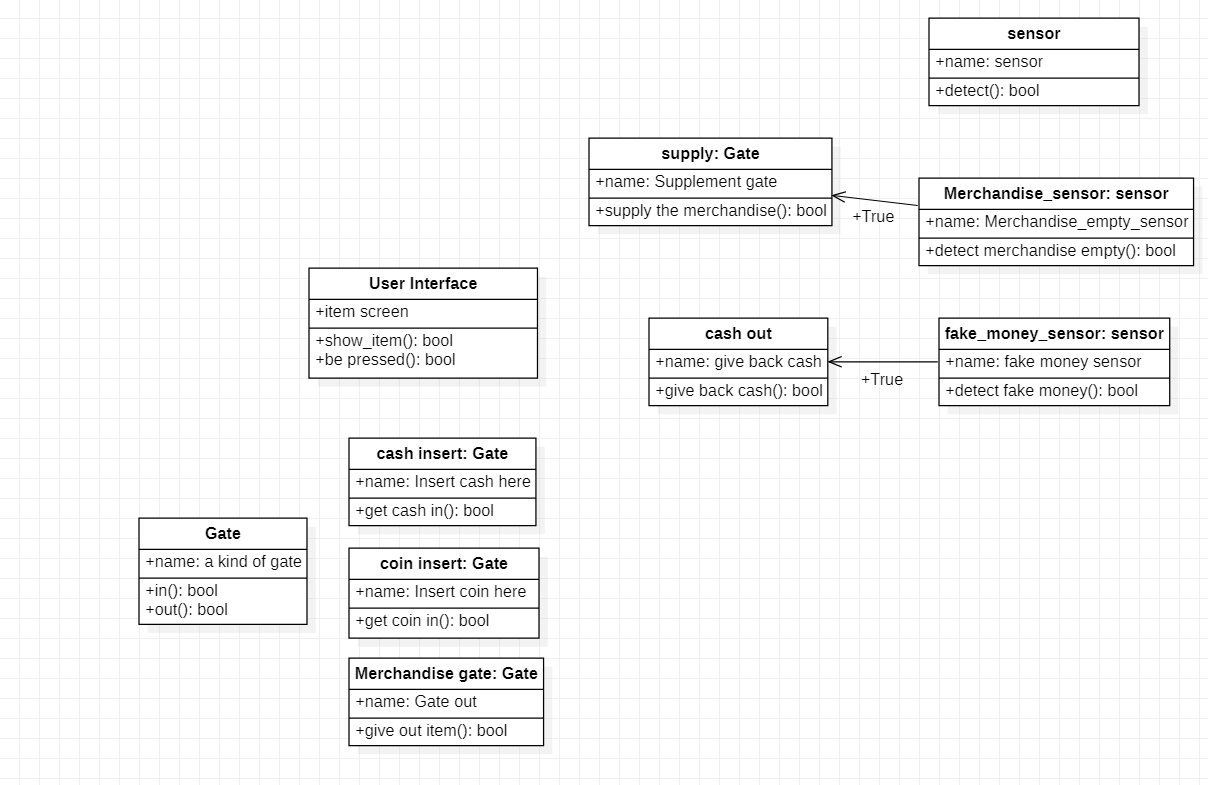 sensor
+name: sensor
+detect(): bool
supply: Gate
+name: Supplement gate
+supply the merchandise(): bool
+True
Merchandise_sensor: sensor
+name: Merchandise_empty_sensor
+detect merchandise empty(): bool
User Interface
+item screen
+show_item(): bool
+be pressed(): bool
cash out
+name: give back cash
+give back cash(): bool
+True
fake_money_sensor: sensor
+name: fake money sensor
+detect fake money(): bool
cash insert: Gate
+name: Insert cash here
+get cash in(): bool
Gate
+name: a kind of gate
+in(): bool
+out(): bool
coin insert: Gate
+name: Insert coin here
+get coin in(): bool
Merchandise gate: Gate
+name: Gate out
+give out item(): bool